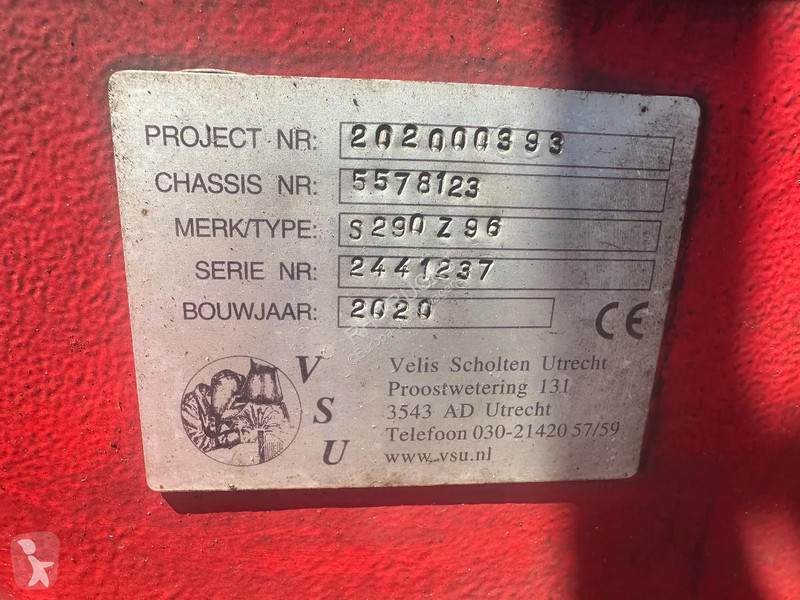 PROJECT NR: 202000393
CHASSIS NR: 5578123
MERK/TYPE: S290Z96
SERIE NR: 2441237
BOUWJAAR: 2020
CE
V
S
U
Velis Scholten Utrecht
Proostwetering 131
3543 AD Utrecht
Telefoon 030-21420 57/59
www.vsu.nl